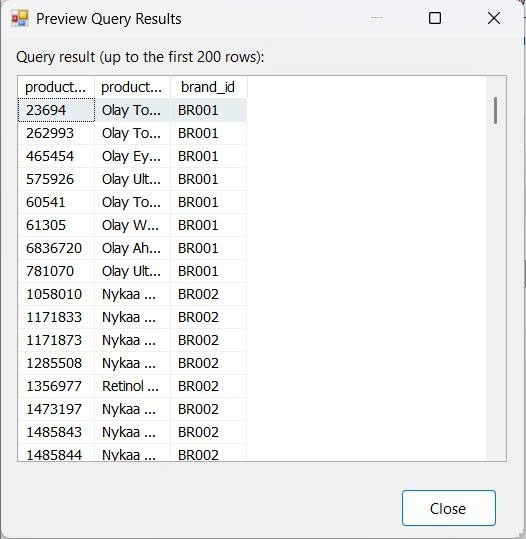 Preview Query Results
Query result (up to the first 200 rows):
product... product... brand_id
23694 Olay To... BR001
262993 Olay To... BR001
465454 Olay Ey... BR001
575926 Olay Ult... BR001
60541 Olay To... BR001
61305 Olay W... BR001
6836720 Olay Ah... BR001
781070 Olay Ult... BR001
1058010 Nykaa ... BR002
1171833 Nykaa ... BR002
1171873 Nykaa ... BR002
1285508 Nykaa ... BR002
1356977 Retinol ... BR002
1473197 Nykaa ... BR002
1485843 Nykaa ... BR002
1485844 Nykaa ... BR002
Close